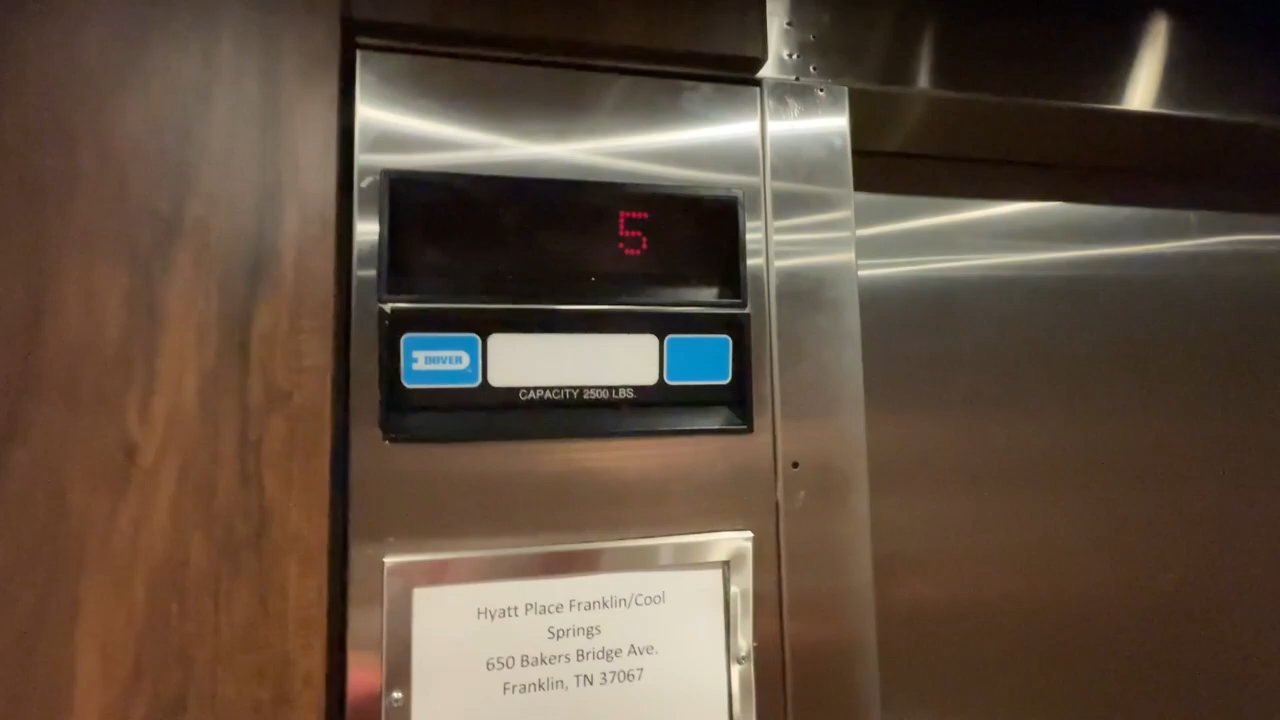 5
DOVER
CAPACITY 2500 LBS.
Hyatt Place Franklin/Cool
Springs
650 Bakers Bridge Ave.
Franklin, TN 37067